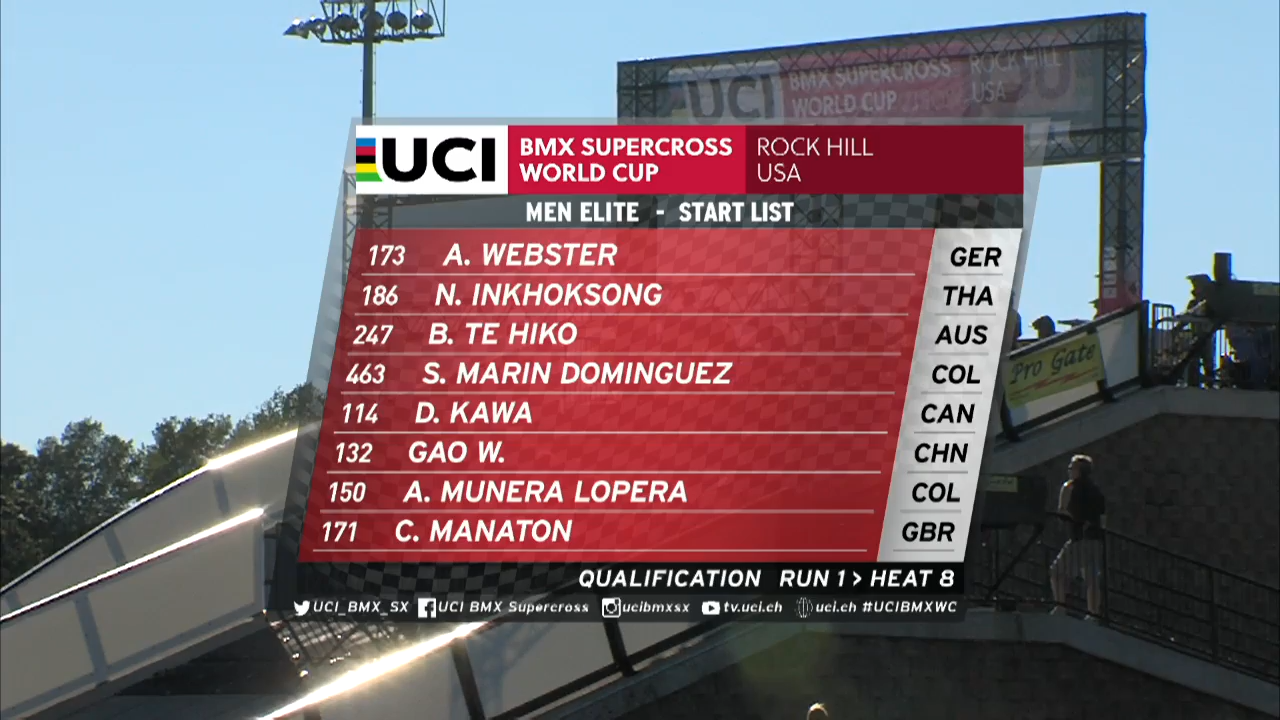 UCI BMX SUPERCROSS WORLD CUP ROCK HILL USA
UCI
BMX SUPERCROSS
WORLD CUP
ROCK HILL
USA
MEN ELITE - START LIST
173 A. WEBSTER GER
186 N. INKHOKSONG THA
247 B. TE HIKO AUS
463 S. MARIN DOMINGUEZ COL
114 D. KAWA CAN
132 GAO W. CHN
150 A. MUNERA LOPERA COL
171 C. MANATON GBR
Pro Gate
QUALIFICATION RUN 1 > HEAT 8
UCI_BMX_SX UCI BMX Supercross ucibmxsx tv.uci.ch uci.ch #UCIBMXWC